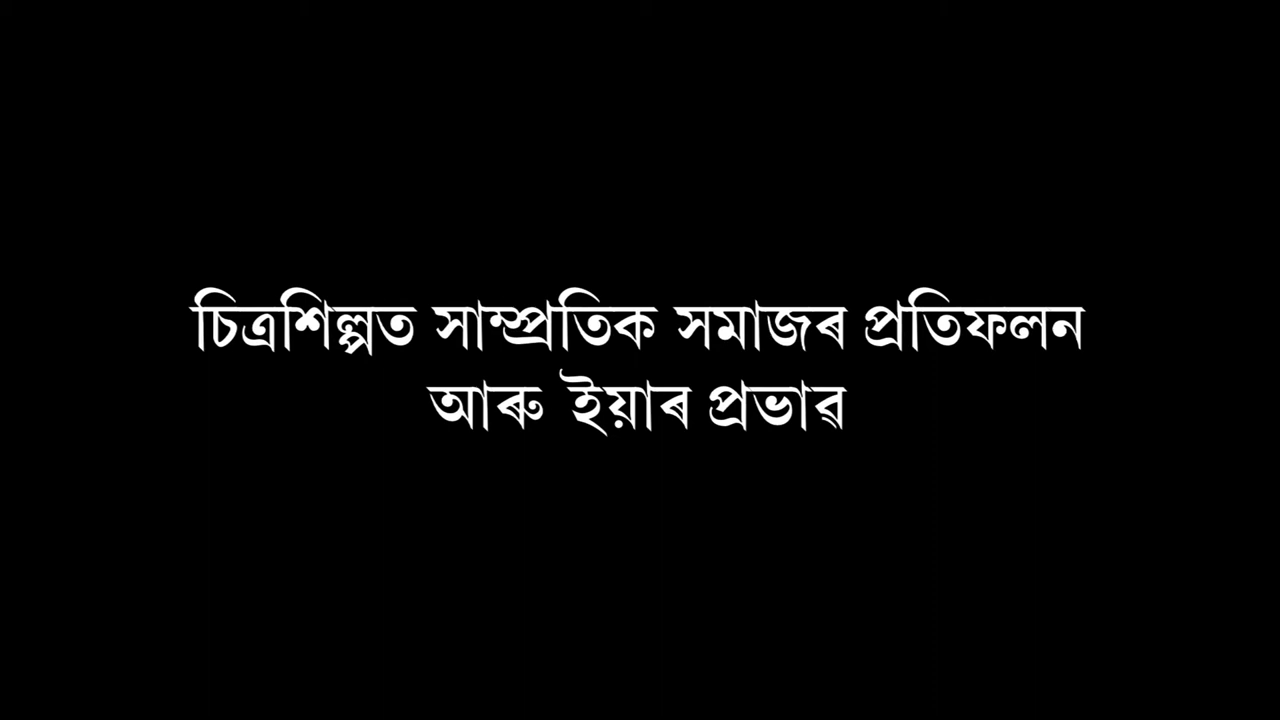 চিত্ৰশিল্পত সাম্প্ৰতিক সমাজৰ প্ৰতিফলন
আৰু ইয়াৰ প্ৰভাৱ